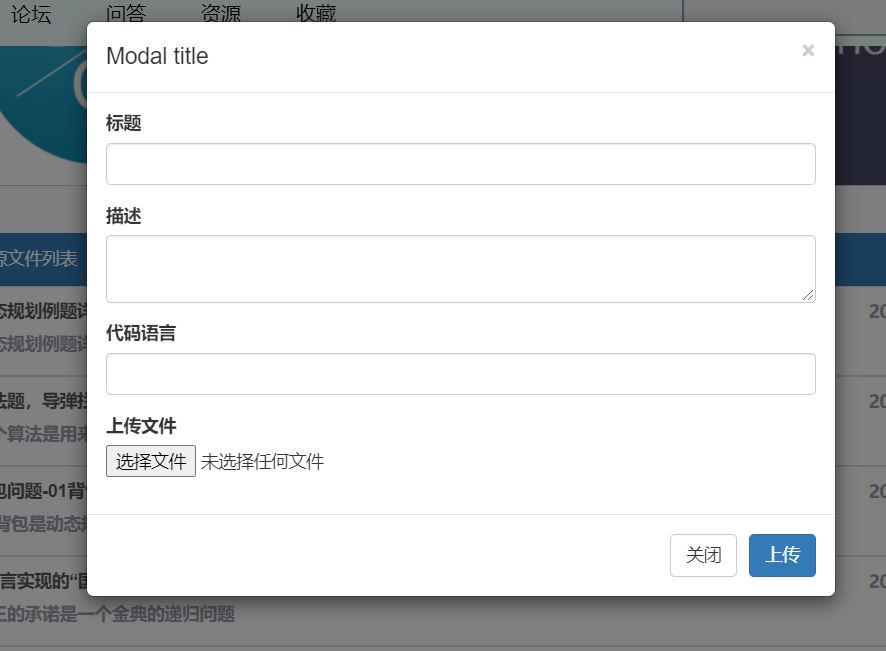 论坛 问答 资源 收藏
Modal title ×
标题
描述
源文件列表
代码语言
上传文件
选择文件 未选择任何文件
关闭 上传
态规划例题详
态规划例题详
法题，导弹拦
个算法是用来
包问题-01背
背包是动态规
言实现的“国
王的承诺是一个金典的递归问题
20
20
20
20